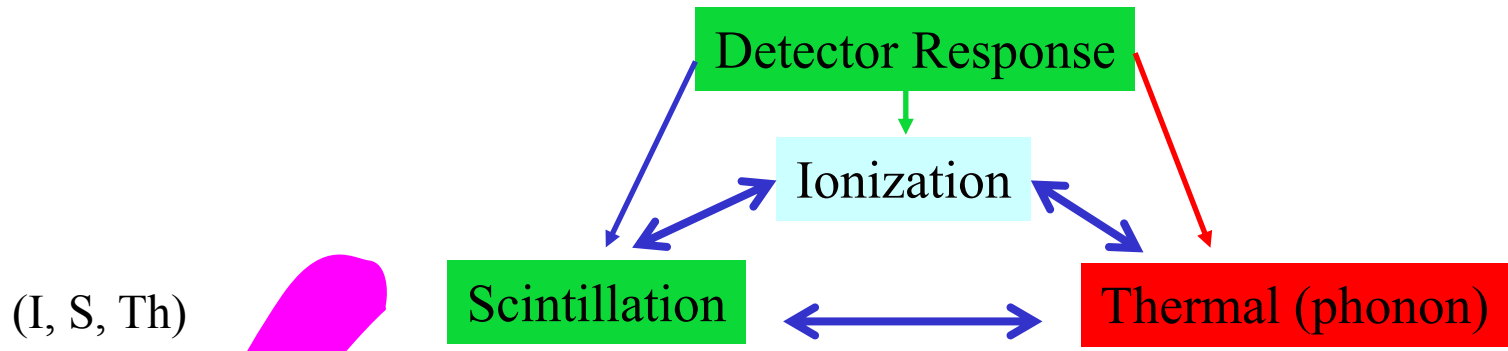 Detector Response
Ionization
(I, S, Th)
Scintillation
Thermal (phonon)